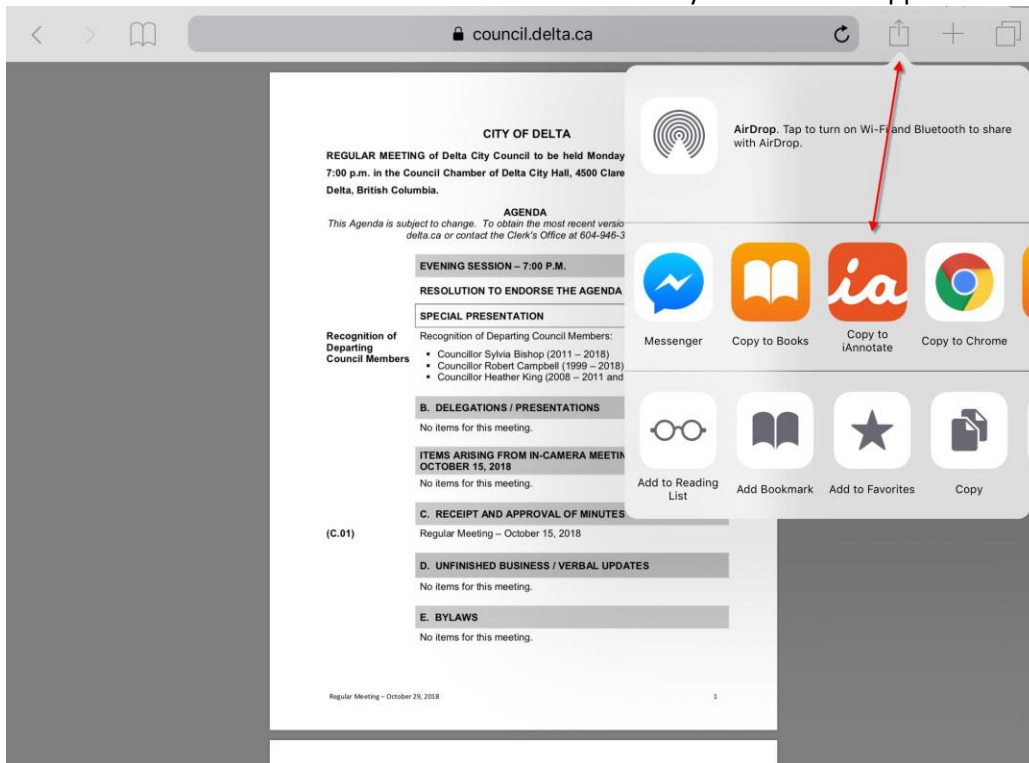 council.delta.ca
CITY OF DELTA
REGULAR MEETING of Delta City Council to be held Monday
7:00 p.m. in the Council Chamber of Delta City Hall, 4500 Clare
Delta, British Columbia.
AGENDA
This Agenda is subject to change. To obtain the most recent versio
delta.ca or contact the Clerk's Office at 604-946-3
EVENING SESSION – 7:00 P.M.
RESOLUTION TO ENDORSE THE AGENDA
SPECIAL PRESENTATION
Recognition of
Departing
Council Members
Recognition of Departing Council Members:
▪ Councillor Sylvia Bishop (2011 – 2018)
▪ Councillor Robert Campbell (1999 – 2018)
▪ Councillor Heather King (2008 – 2011 and
B. DELEGATIONS / PRESENTATIONS
No items for this meeting.
ITEMS ARISING FROM IN-CAMERA MEETIN
OCTOBER 15, 2018
No items for this meeting.
C. RECEIPT AND APPROVAL OF MINUTES
(C.01) Regular Meeting – October 15, 2018
D. UNFINISHED BUSINESS / VERBAL UPDATES
No items for this meeting.
E. BYLAWS
No items for this meeting.
Regular Meeting – October 29, 2018 1
AirDrop. Tap to turn on Wi-Fi and Bluetooth to share
with AirDrop.
ia
Messenger
Copy to Books
Copy to
iAnnotate
Copy to Chrome
Add to Reading
List
Add Bookmark
Add to Favorites
Copy